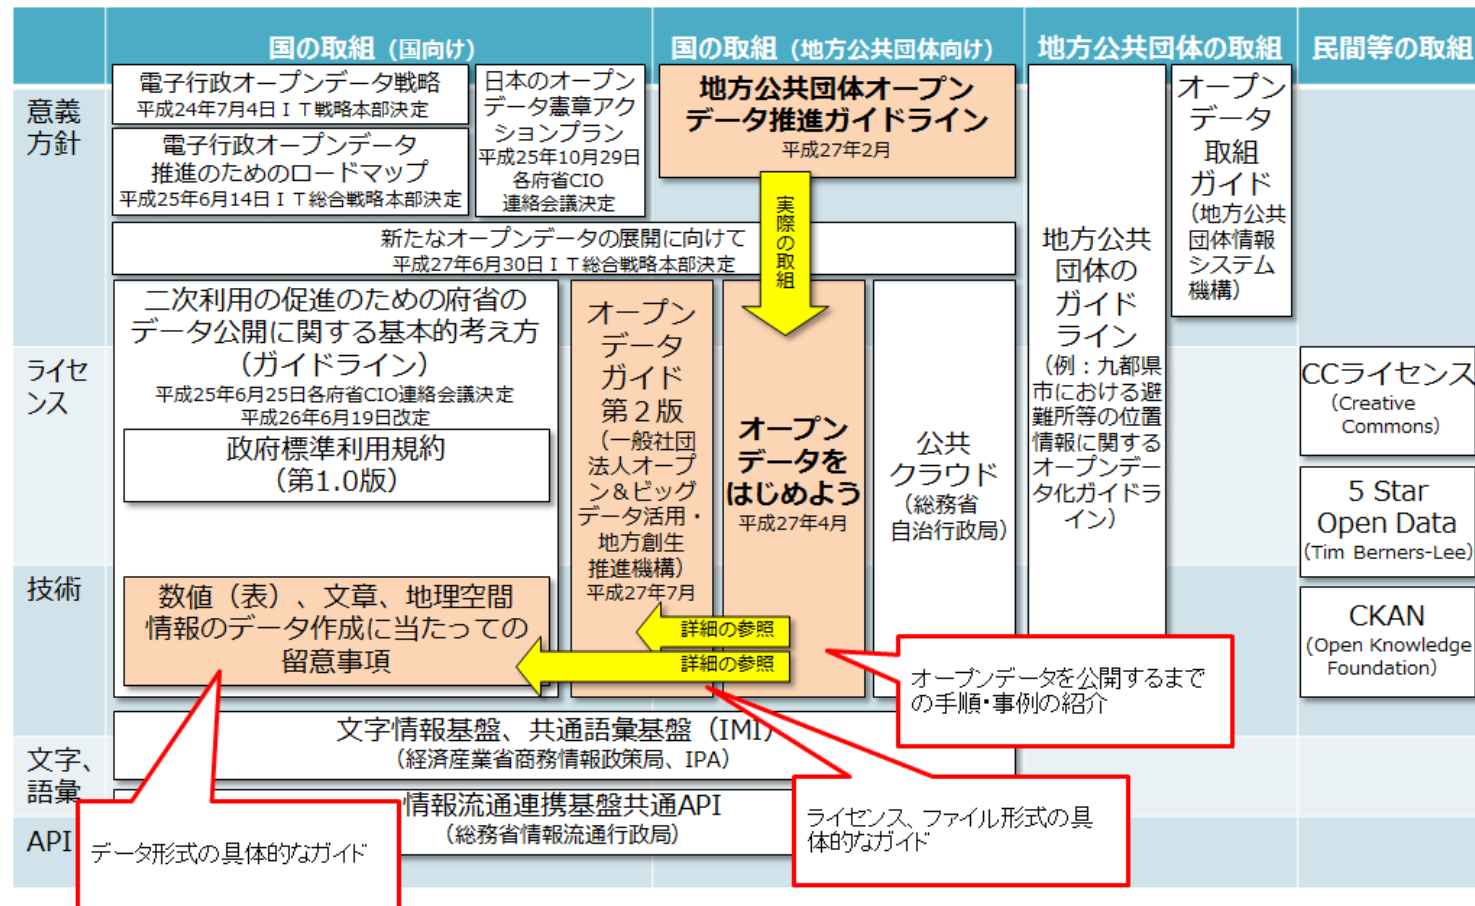 国の取組（国向け）
国の取組（地方公共団体向け）
地方公共団体の取組
民間等の取組
意義
方針
電子行政オープンデータ戦略
平成24年7月4日ＩＴ戦略本部決定
電子行政オープンデータ
推進のためのロードマップ
平成25年6月14日ＩＴ総合戦略本部決定
日本のオープン
データ憲章アク
ションプラン
平成25年10月29日
各府省CIO
連絡会議決定
地方公共団体オープン
データ推進ガイドライン
平成27年2月
実際の取組
新たなオープンデータの展開に向けて
平成27年6月30日ＩＴ総合戦略本部決定
地方公共
団体の
ガイド
ライン
（例：九都県
市における避
難所等の位置
情報に関する
オープンデー
タ化ガイドラ
イン）
オープン
データ
取組
ガイド
（地方公共
団体情報
システム
機構）
ライセ
ンス
二次利用の促進のための府省の
データ公開に関する基本的考え方
（ガイドライン）
平成25年6月25日各府省CIO連絡会議決定
平成26年6月19日改定
政府標準利用規約
（第1.0版）
オープン
データ
ガイド
第２版
（一般社団
法人オープ
ン＆ビッグ
データ活用・
地方創生
推進機構）
平成27年7月
オープン
データを
はじめよう
平成27年4月
公共
クラウド
（総務省
自治行政局）
CCライセンス
（Creative
Commons）
5 Star
Open Data
(Tim Berners-Lee)
技術
数値（表）、文章、地理空間
情報のデータ作成に当たっての
留意事項
詳細の参照
詳細の参照
CKAN
(Open Knowledge
Foundation）
オープンデータを公開するまで
の手順・事例の紹介
文字情報基盤、共通語彙基盤（IMI）
（経済産業省商務情報政策局、IPA）
文字、
語彙
情報流通連携基盤共通API
（総務省情報流通行政局）
API
データ形式の具体的なガイド
ライセンス、ファイル形式の具
体的なガイド